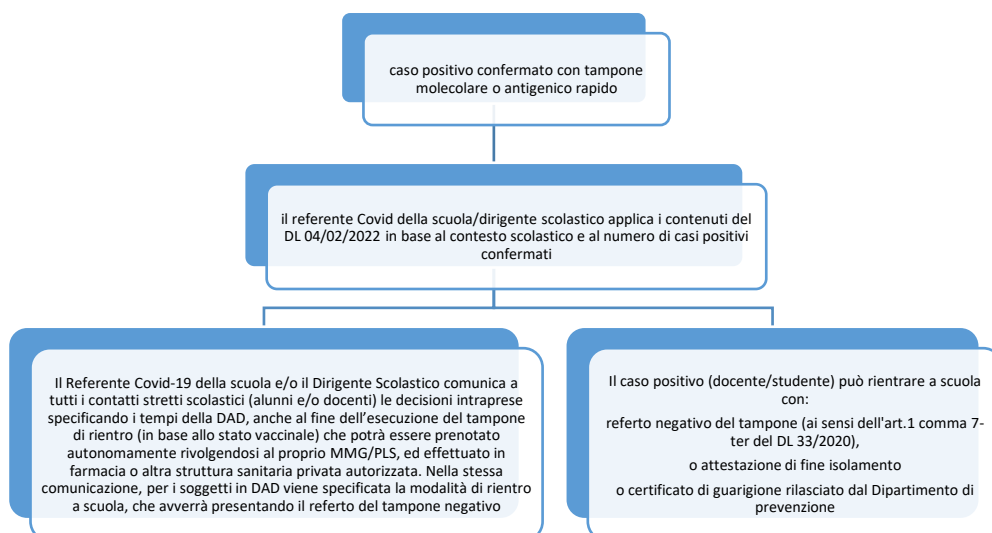 caso positivo confermato con tampone
molecolare o antigenico rapido
il referente Covid della scuola/dirigente scolastico applica i contenuti del
DL 04/02/2022 in base al contesto scolastico e al numero di casi positivi
confermati
Il Referente Covid-19 della scuola e/o il Dirigente Scolastico comunica a
tutti i contatti stretti scolastici (alunni e/o docenti) le decisioni intraprese
specificando i tempi della DAD, anche al fine dell'esecuzione del tampone
di rientro (in base allo stato vaccinale) che potrà essere prenotato
autonomamente rivolgendosi al proprio MMG/PLS, ed effettuato in
farmacia o altra struttura sanitaria privata autorizzata. Nella stessa
comunicazione, per i soggetti in DAD viene specificata la modalità di rientro
a scuola, che avverrà presentando il referto del tampone negativo
Il caso positivo (docente/studente) può rientrare a scuola
con:
referto negativo del tampone (ai sensi dell'art.1 comma 7-
ter del DL 33/2020),
o attestazione di fine isolamento
o certificato di guarigione rilasciato dal Dipartimento di
prevenzione